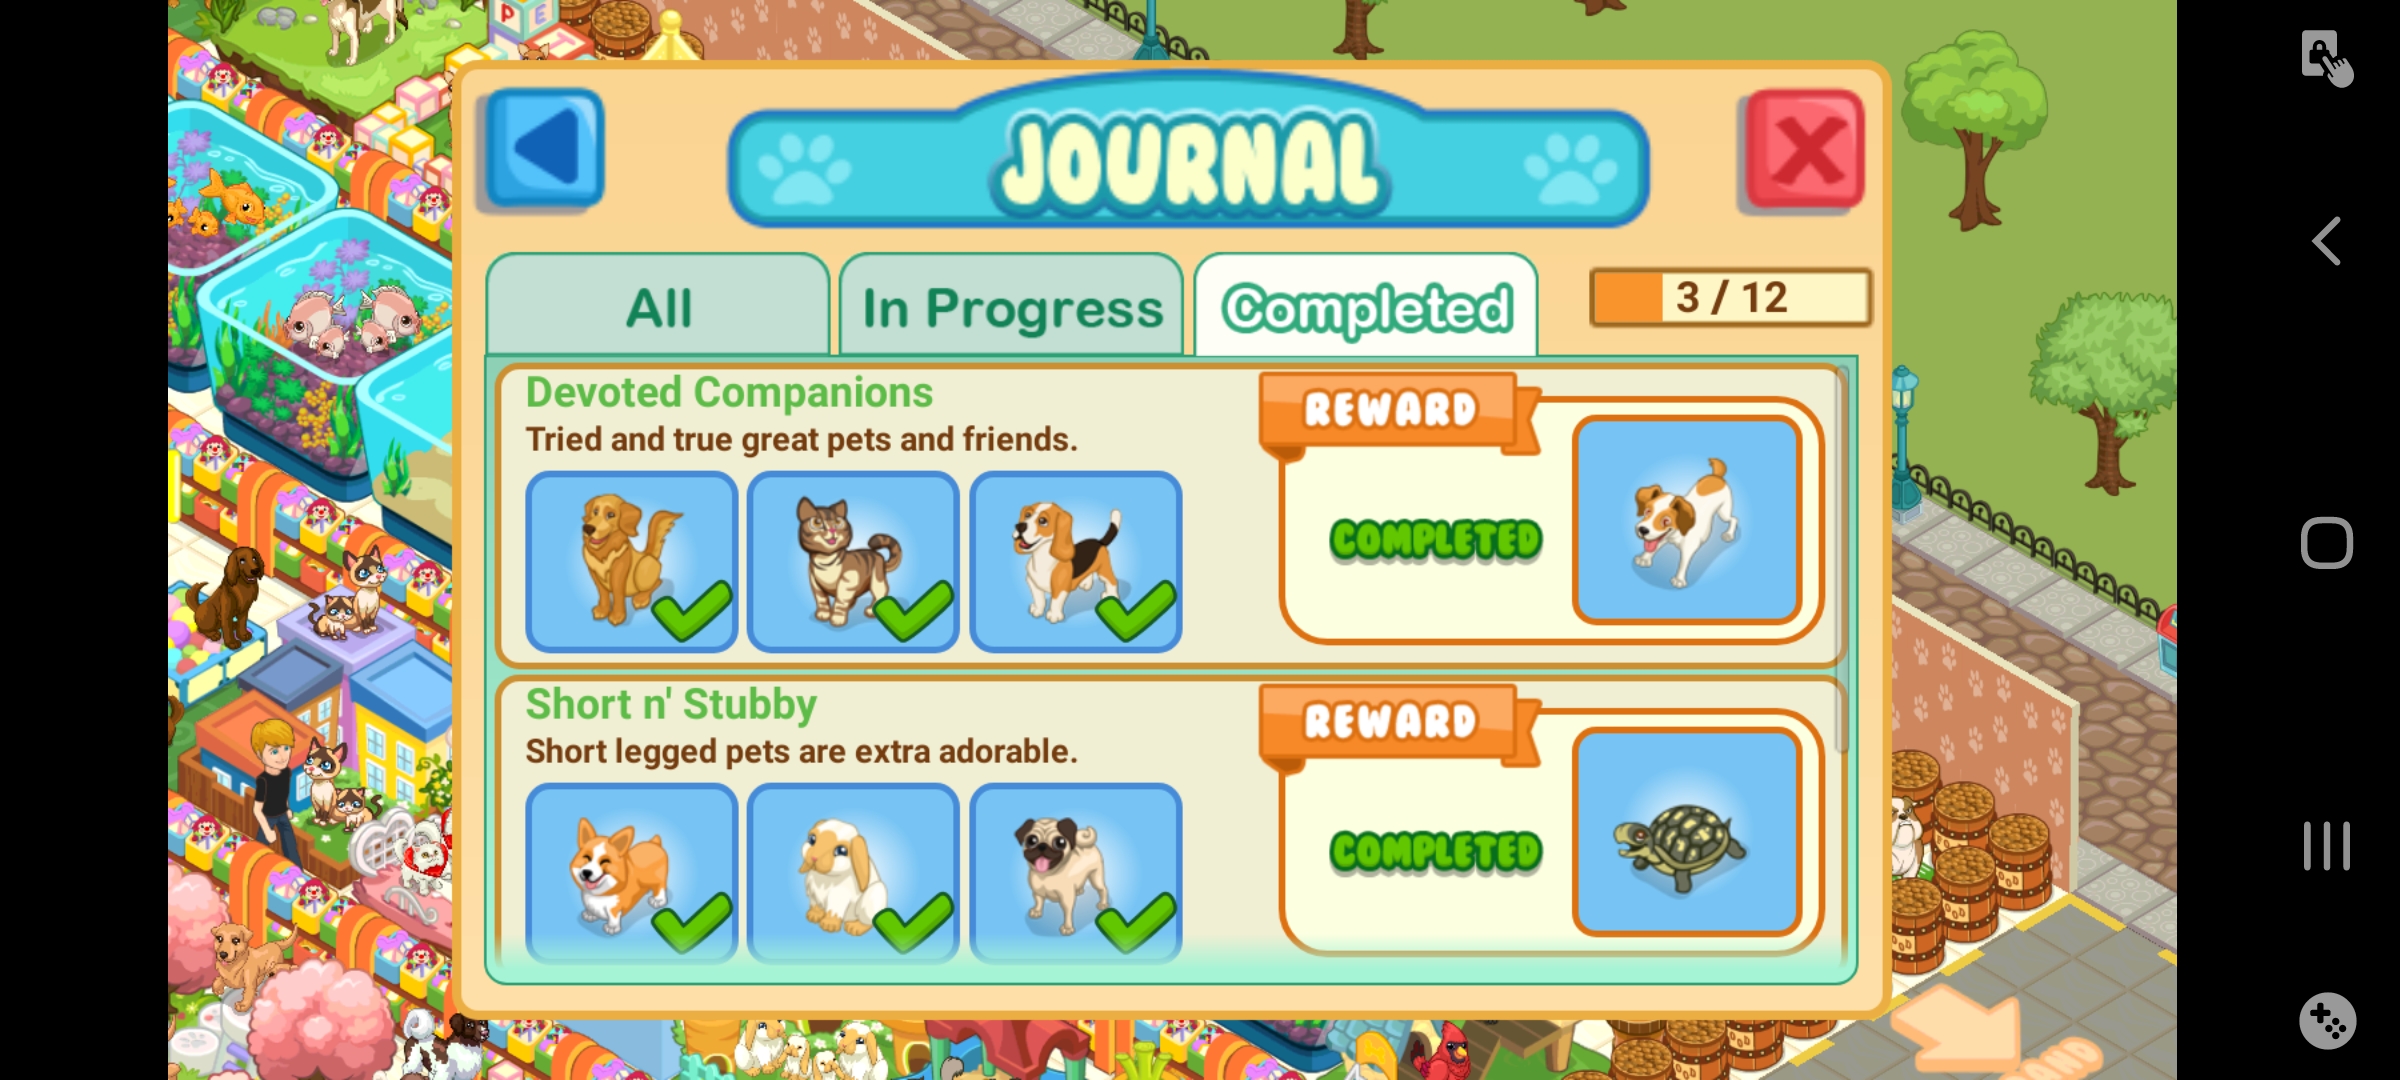 JOURNAL
All
In Progress
Completed
3 / 12
Devoted Companions
Tried and true great pets and friends.
REWARD
COMPLETED
Short n' Stubby
Short legged pets are extra adorable.
REWARD
COMPLETED